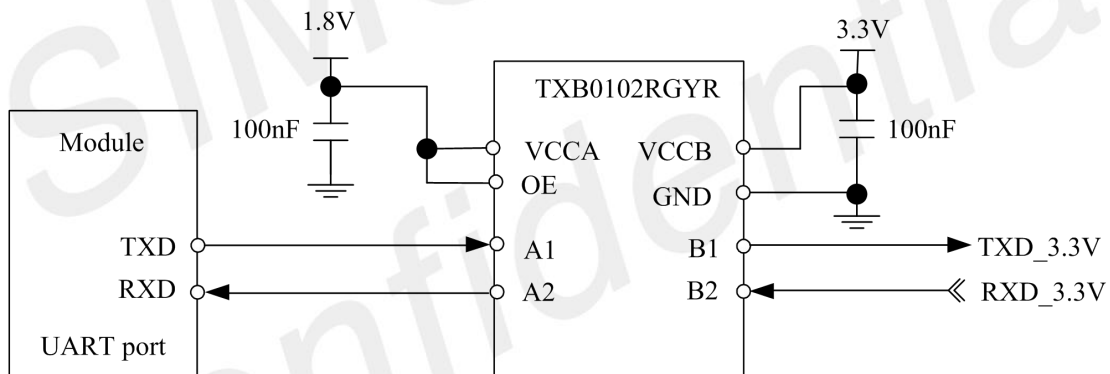 1.8V
3.3V
TXB0102RGYR
Module
100nF
100nF
VCCA
VCCB
OE
GND
TXD
A1
B1
TXD_3.3V
RXD
A2
B2
RXD_3.3V
UART port